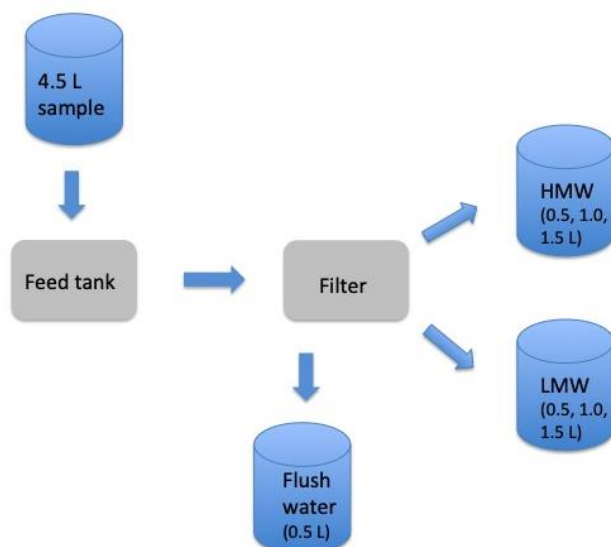 4.5 L
sample
Feed tank
Filter
HMW
(0.5, 1.0,
1.5 L)
LMW
(0.5, 1.0,
1.5 L)
Flush
water
(0.5 L)